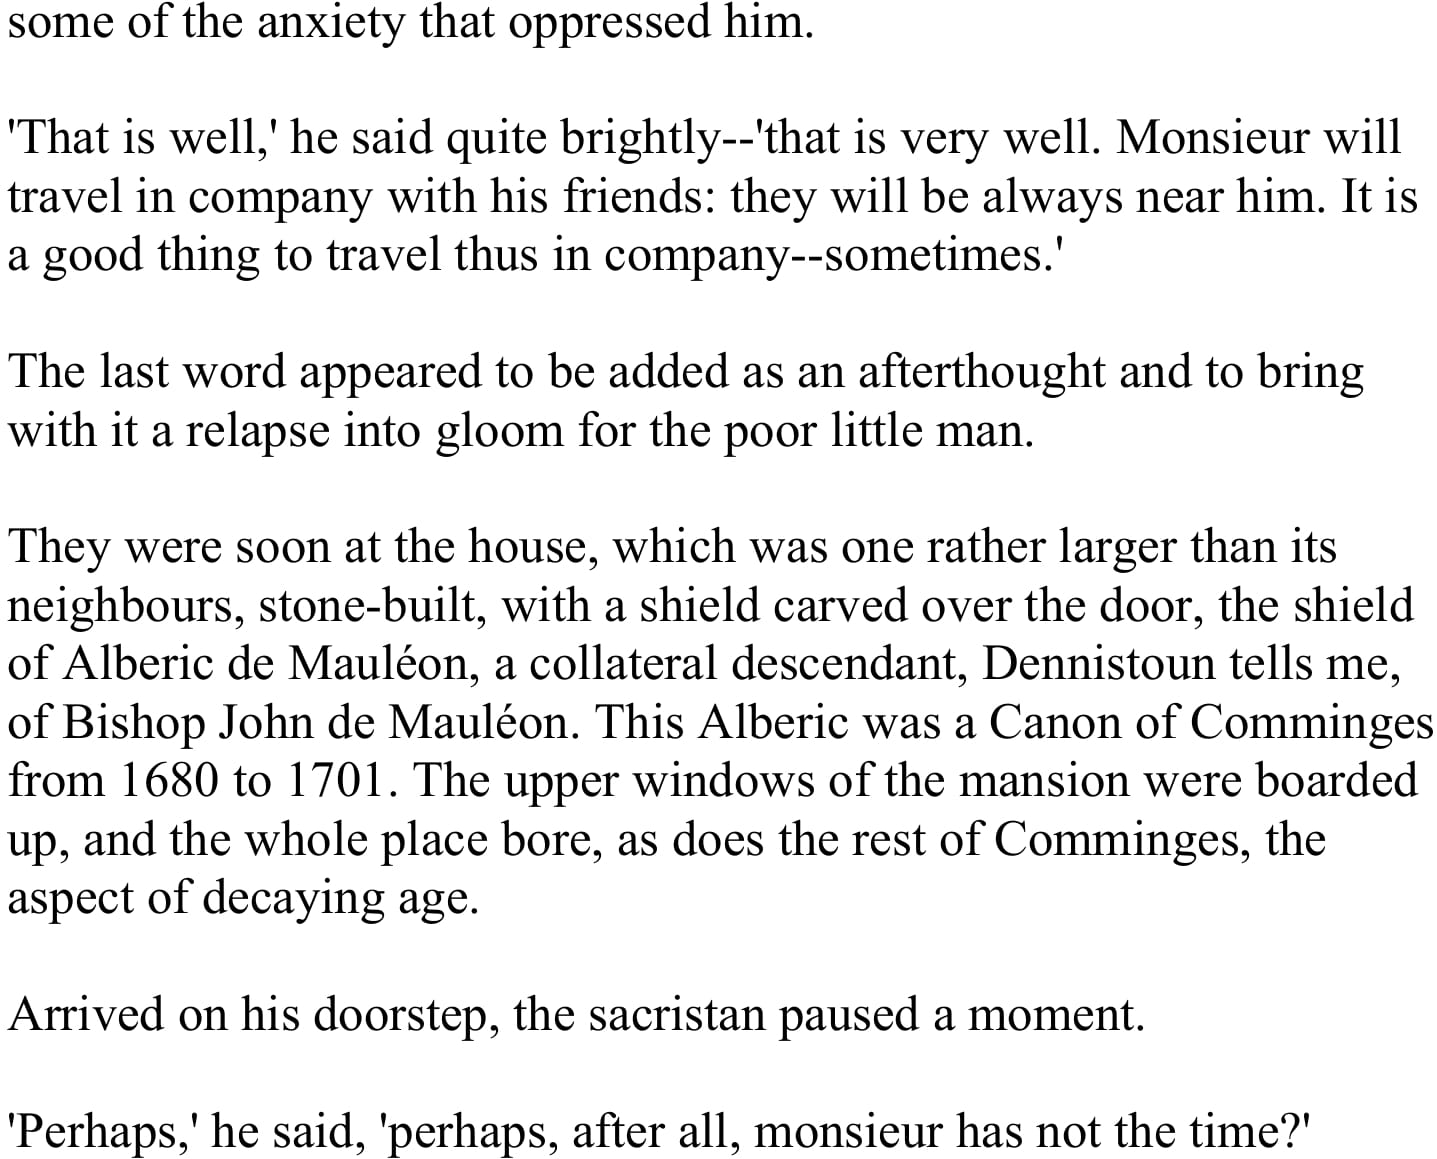 some of the anxiety that oppressed him.
'That is well,' he said quite brightly--'that is very well. Monsieur will
travel in company with his friends: they will be always near him. It is
a good thing to travel thus in company--sometimes.'
The last word appeared to be added as an afterthought and to bring
with it a relapse into gloom for the poor little man.
They were soon at the house, which was one rather larger than its
neighbours, stone-built, with a shield carved over the door, the shield
of Alberic de Mauléon, a collateral descendant, Dennistoun tells me,
of Bishop John de Mauléon. This Alberic was a Canon of Comminges
from 1680 to 1701. The upper windows of the mansion were boarded
up, and the whole place bore, as does the rest of Comminges, the
aspect of decaying age.
Arrived on his doorstep, the sacristan paused a moment.
'Perhaps,' he said, 'perhaps, after all, monsieur has not the time?'